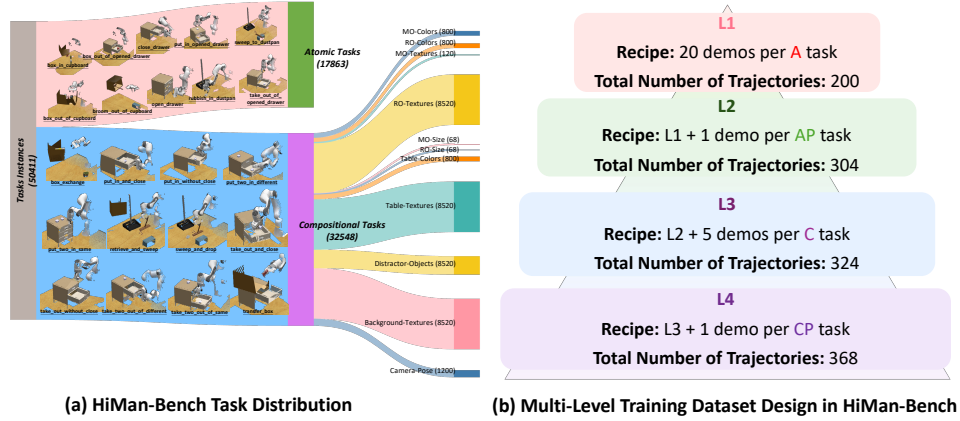 Tasks Instances
(50411)
box_in_cupboard
box_out_of_opened_drawer
close_drawer
put_in_opened_drawer
sweep_to_dustpan
box_out_of_cupboard
broom_out_of_cupboard
open_drawer
rubbish_in_dustpan
take_out_of_opened_drawer
Atomic Tasks
(17863)
box_exchange
put_in_and_close
put_in_without_close
put_two_in_different
put_two_in_same
retrieve_and_sweep
sweep_and_drop
take_out_and_close
take_out_without_close
take_two_out_of_different
take_two_out_of_same
transfer_box
Compositional Tasks
(32548)
MO-Colors (800)
RO-Colors (800)
MO-Textures (120)
RO-Textures (8520)
MO-Size (68)
RO-Size (68)
Table-Colors (800)
Table-Textures (8520)
Distractor-Objects (8520)
Background-Textures (8520)
Camera-Pose (1200)
(a) HiMan-Bench Task Distribution
L1
Recipe: 20 demos per A task
Total Number of Trajectories: 200
L2
Recipe: L1 + 1 demo per AP task
Total Number of Trajectories: 304
L3
Recipe: L2 + 5 demos per C task
Total Number of Trajectories: 324
L4
Recipe: L3 + 1 demo per CP task
Total Number of Trajectories: 368
(b) Multi-Level Training Dataset Design in HiMan-Bench